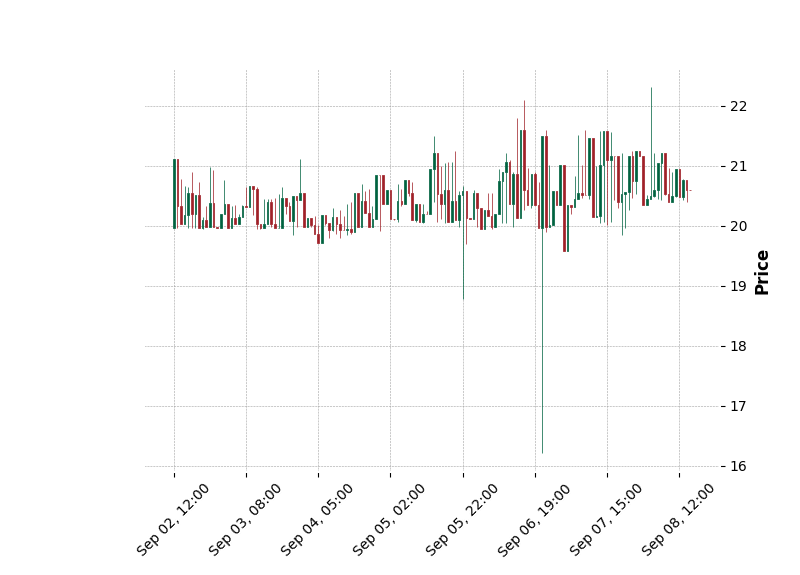 22
21
20
19
18
17
16
Price
Sep 02, 12:00
Sep 03, 08:00
Sep 04, 05:00
Sep 05, 02:00
Sep 05, 22:00
Sep 06, 19:00
Sep 07, 15:00
Sep 08, 12:00